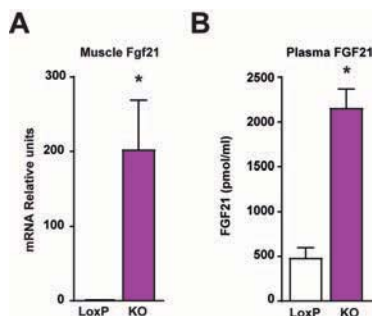 A
Muscle Fgf21
mRNA Relative units
300
200
100
0
*
LoxP KO
B
Plasma FGF21
FGF21 (pmol/ml)
2500
2000
1500
1000
500
0
*
LoxP KO